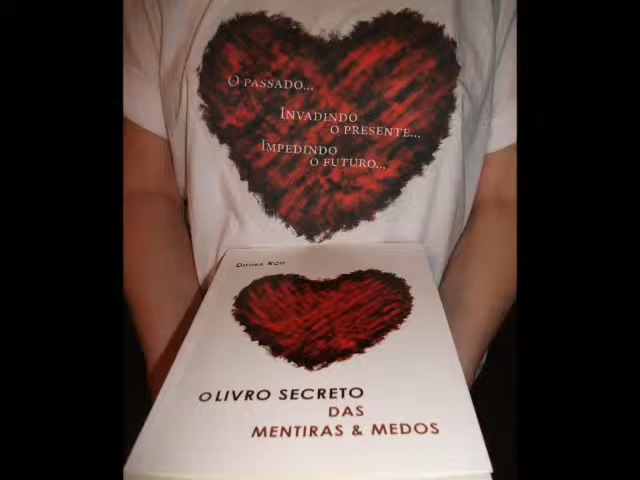 O PASSADO...
INVADINDO
O PRESENTE...
IMPEDINDO
O FUTURO...
O LIVRO SECRETO
DAS
MENTIRAS & MEDOS